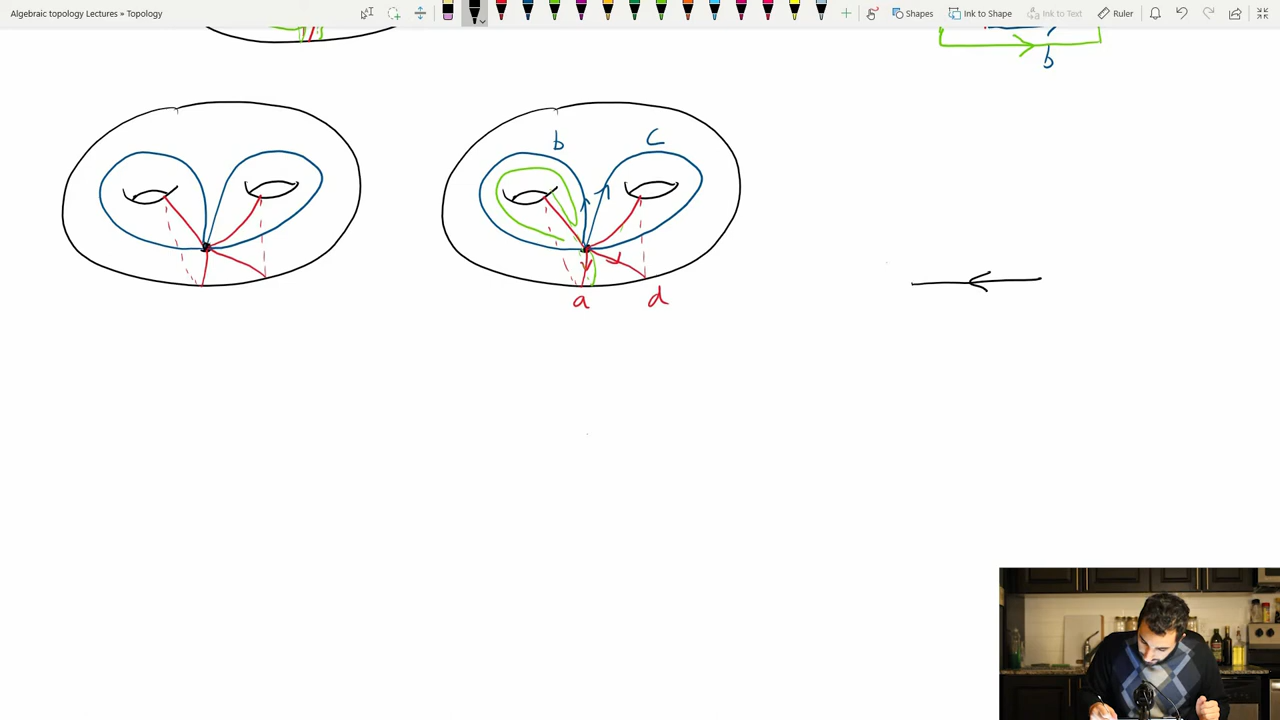 Algebraic topology Lectures » Topology
Shapes
Ink to Shape
Ink to Text
Ruler
b
b
c
a
d